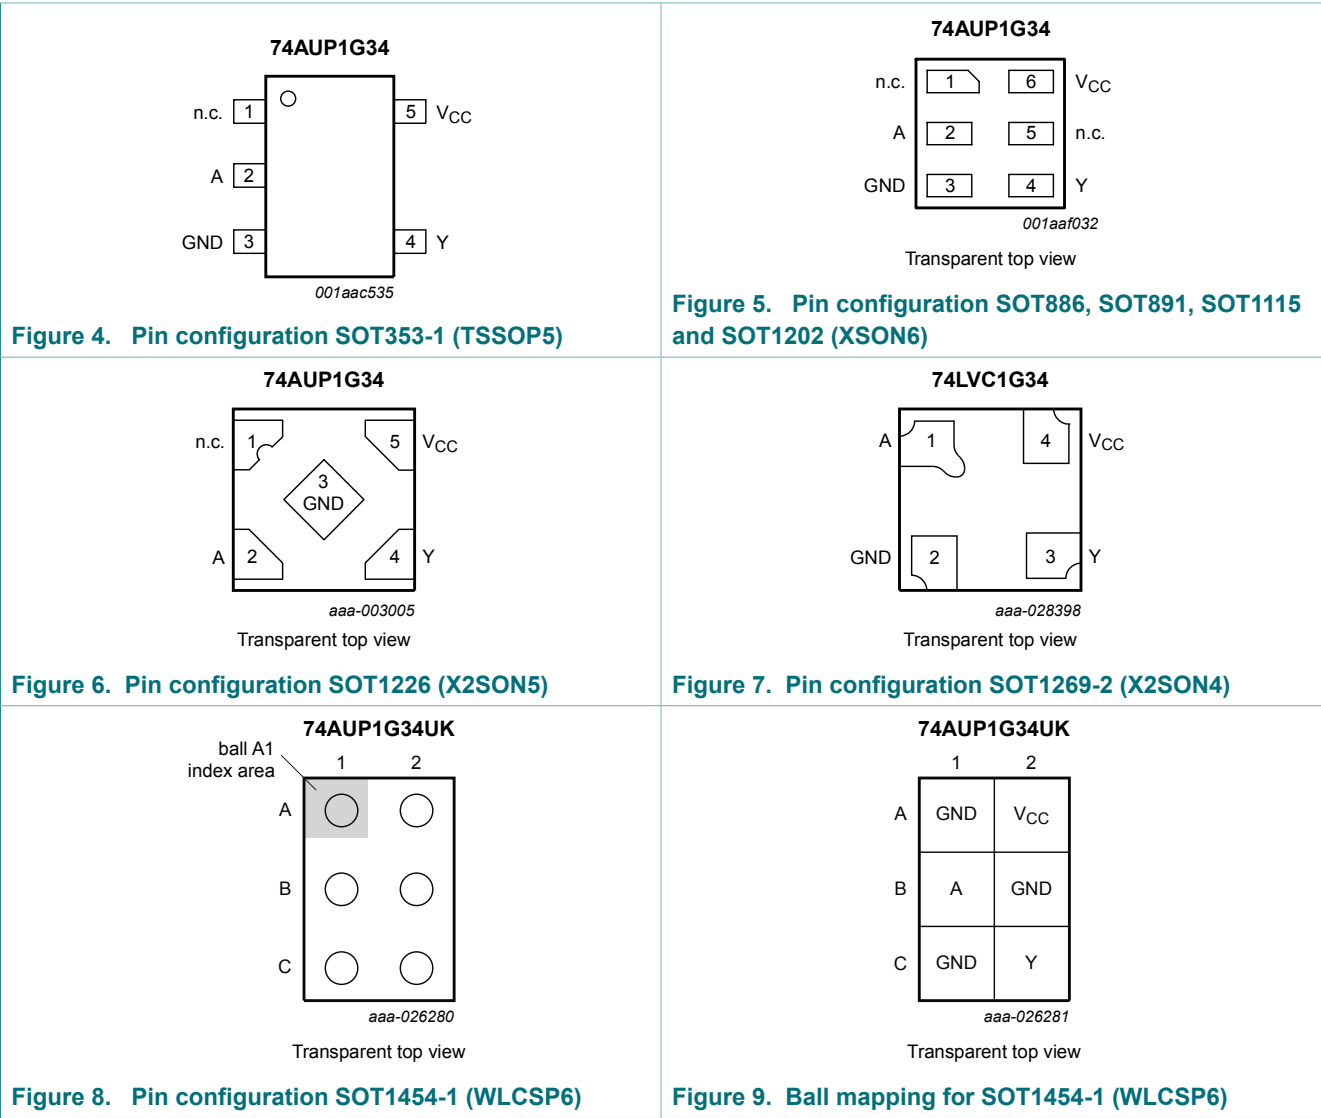 74AUP1G34
n.c. 1
5 VCC
A 2
GND 3
4 Y
001aac535
Figure 4. Pin configuration SOT353-1 (TSSOP5)
74AUP1G34
n.c. 1 6 VCC
A 2 5 n.c.
GND 3 4 Y
001aaf032
Transparent top view
Figure 5. Pin configuration SOT886, SOT891, SOT1115
and SOT1202 (XSON6)
74AUP1G34
n.c. 1 5 VCC
3
GND
A 2 4 Y
aaa-003005
Transparent top view
Figure 6. Pin configuration SOT1226 (X2SON5)
74LVC1G34
A 1 4 VCC
GND 2 3 Y
aaa-028398
Transparent top view
Figure 7. Pin configuration SOT1269-2 (X2SON4)
74AUP1G34UK
ball A1
index area
1 2
A
B
C
aaa-026280
Transparent top view
Figure 8. Pin configuration SOT1454-1 (WLCSP6)
74AUP1G34UK
1 2
A GND VCC
B A GND
C GND Y
aaa-026281
Transparent top view
Figure 9. Ball mapping for SOT1454-1 (WLCSP6)